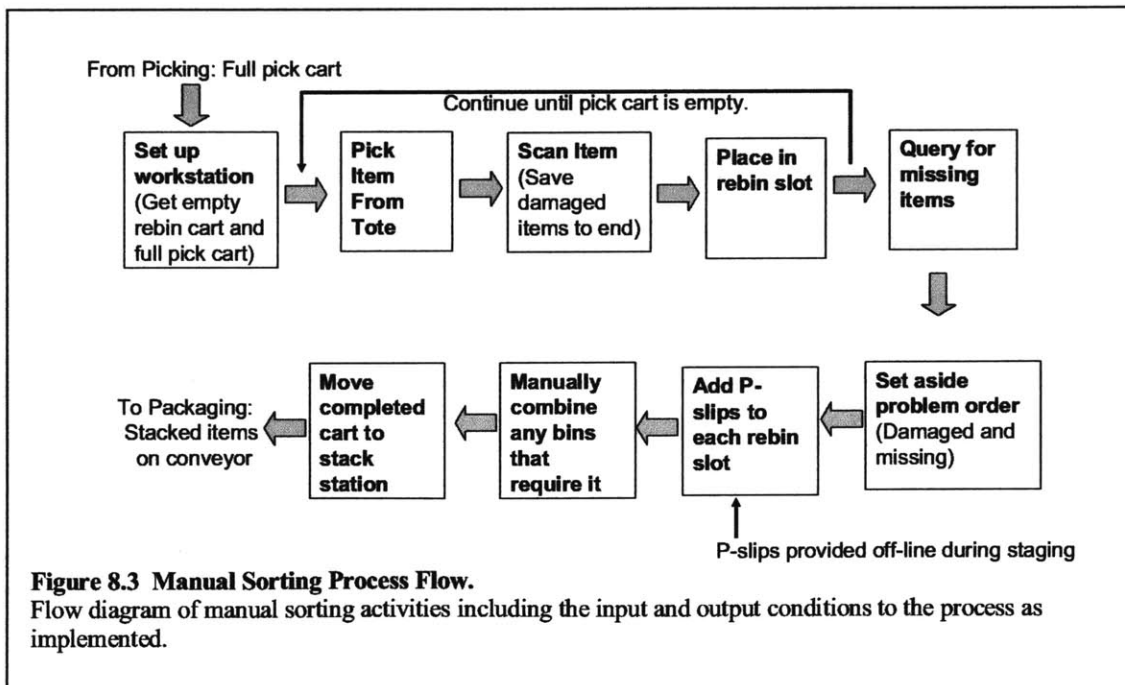 From Picking: Full pick cart
Continue until pick cart is empty.
Set up
workstation
(Get empty
rebin cart and
full pick cart)
Pick
Item
From
Tote
Scan Item
(Save
damaged
items to end)
Place in
rebin slot
Query for
missing
items
Set aside
problem order
(Damaged and
missing)
Add P-
slips to
each rebin
slot
Manually
combine
any bins
that
require it
Move
completed
cart to
stack
station
To Packaging:
Stacked items
on conveyor
P-slips provided off-line during staging
Figure 8.3 Manual Sorting Process Flow.
Flow diagram of manual sorting activities including the input and output conditions to the process as
implemented.